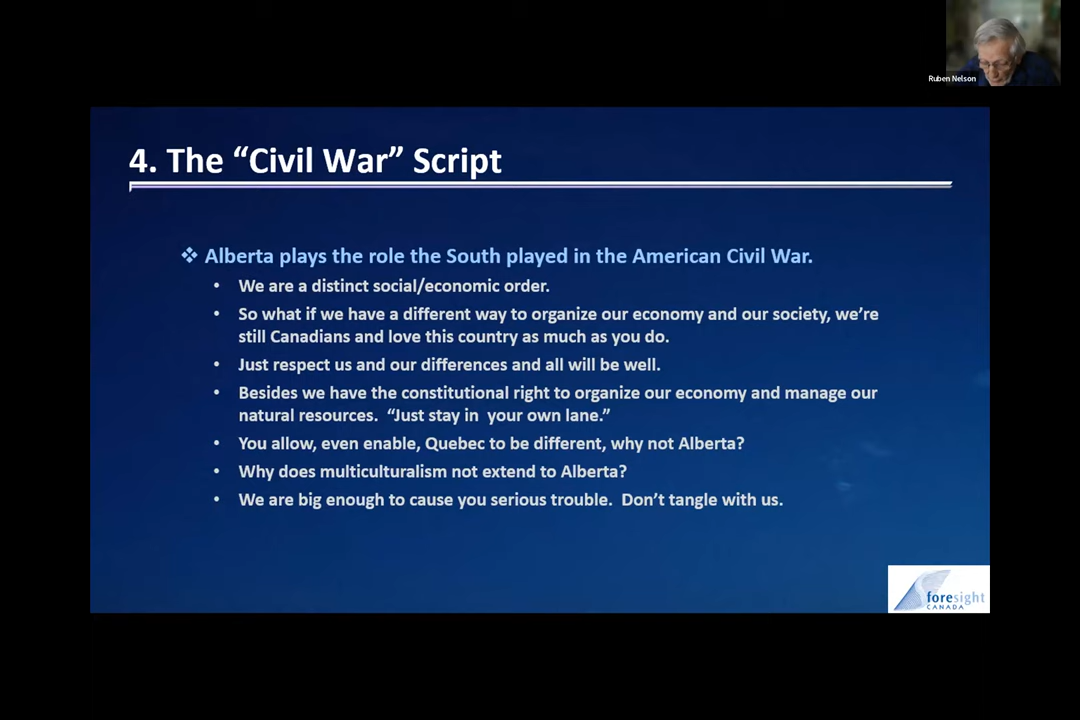 Ruben Nelson
4. The “Civil War” Script
❖ Alberta plays the role the South played in the American Civil War.
• We are a distinct social/economic order.
• So what if we have a different way to organize our economy and our society, we’re
still Canadians and love this country as much as you do.
• Just respect us and our differences and all will be well.
• Besides we have the constitutional right to organize our economy and manage our
natural resources.  “Just stay in  your own lane.”
• You allow, even enable, Quebec to be different, why not Alberta?
• Why does multiculturalism not extend to Alberta?
• We are big enough to cause you serious trouble.  Don’t tangle with us.
foresight
CANADA